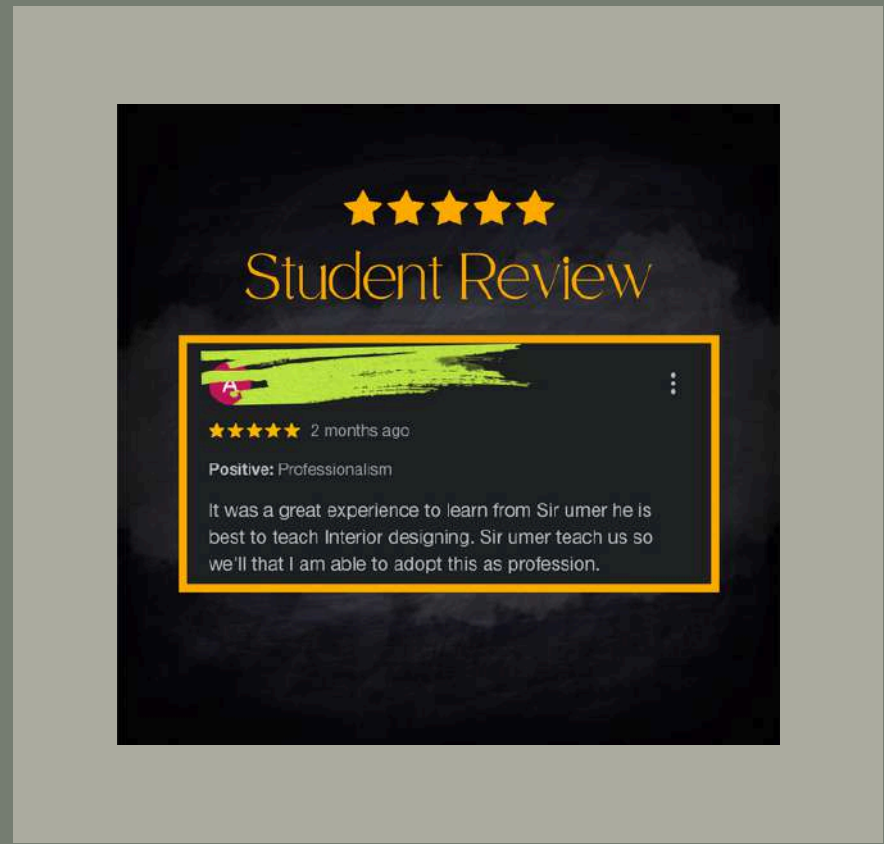 Student Review
A
2 months ago
Positive: Professionalism
It was a great experience to learn from Sir umer he is
best to teach Interior designing. Sir umer teach us so
we'll that I am able to adopt this as profession.